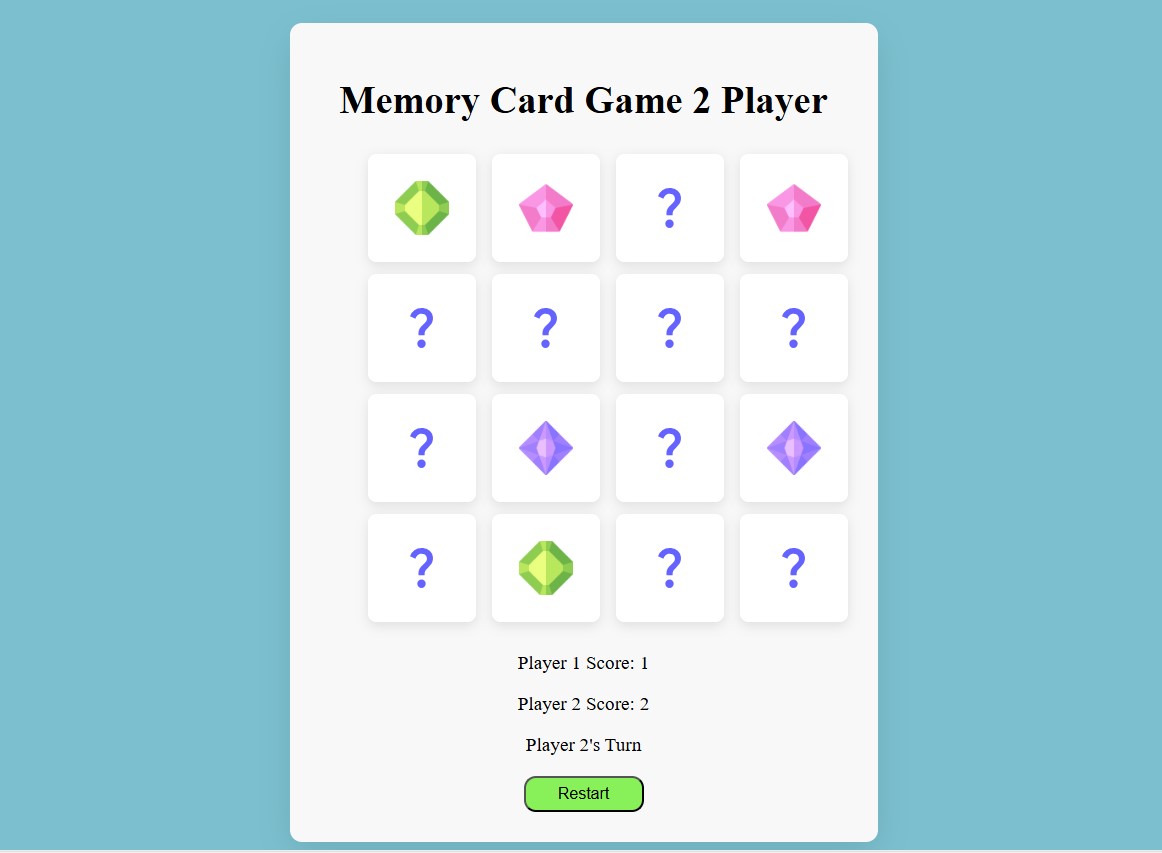 Memory Card Game 2 Player
?
? ? ? ?
? ?
? ? ?
Player 1 Score: 1
Player 2 Score: 2
Player 2's Turn
Restart